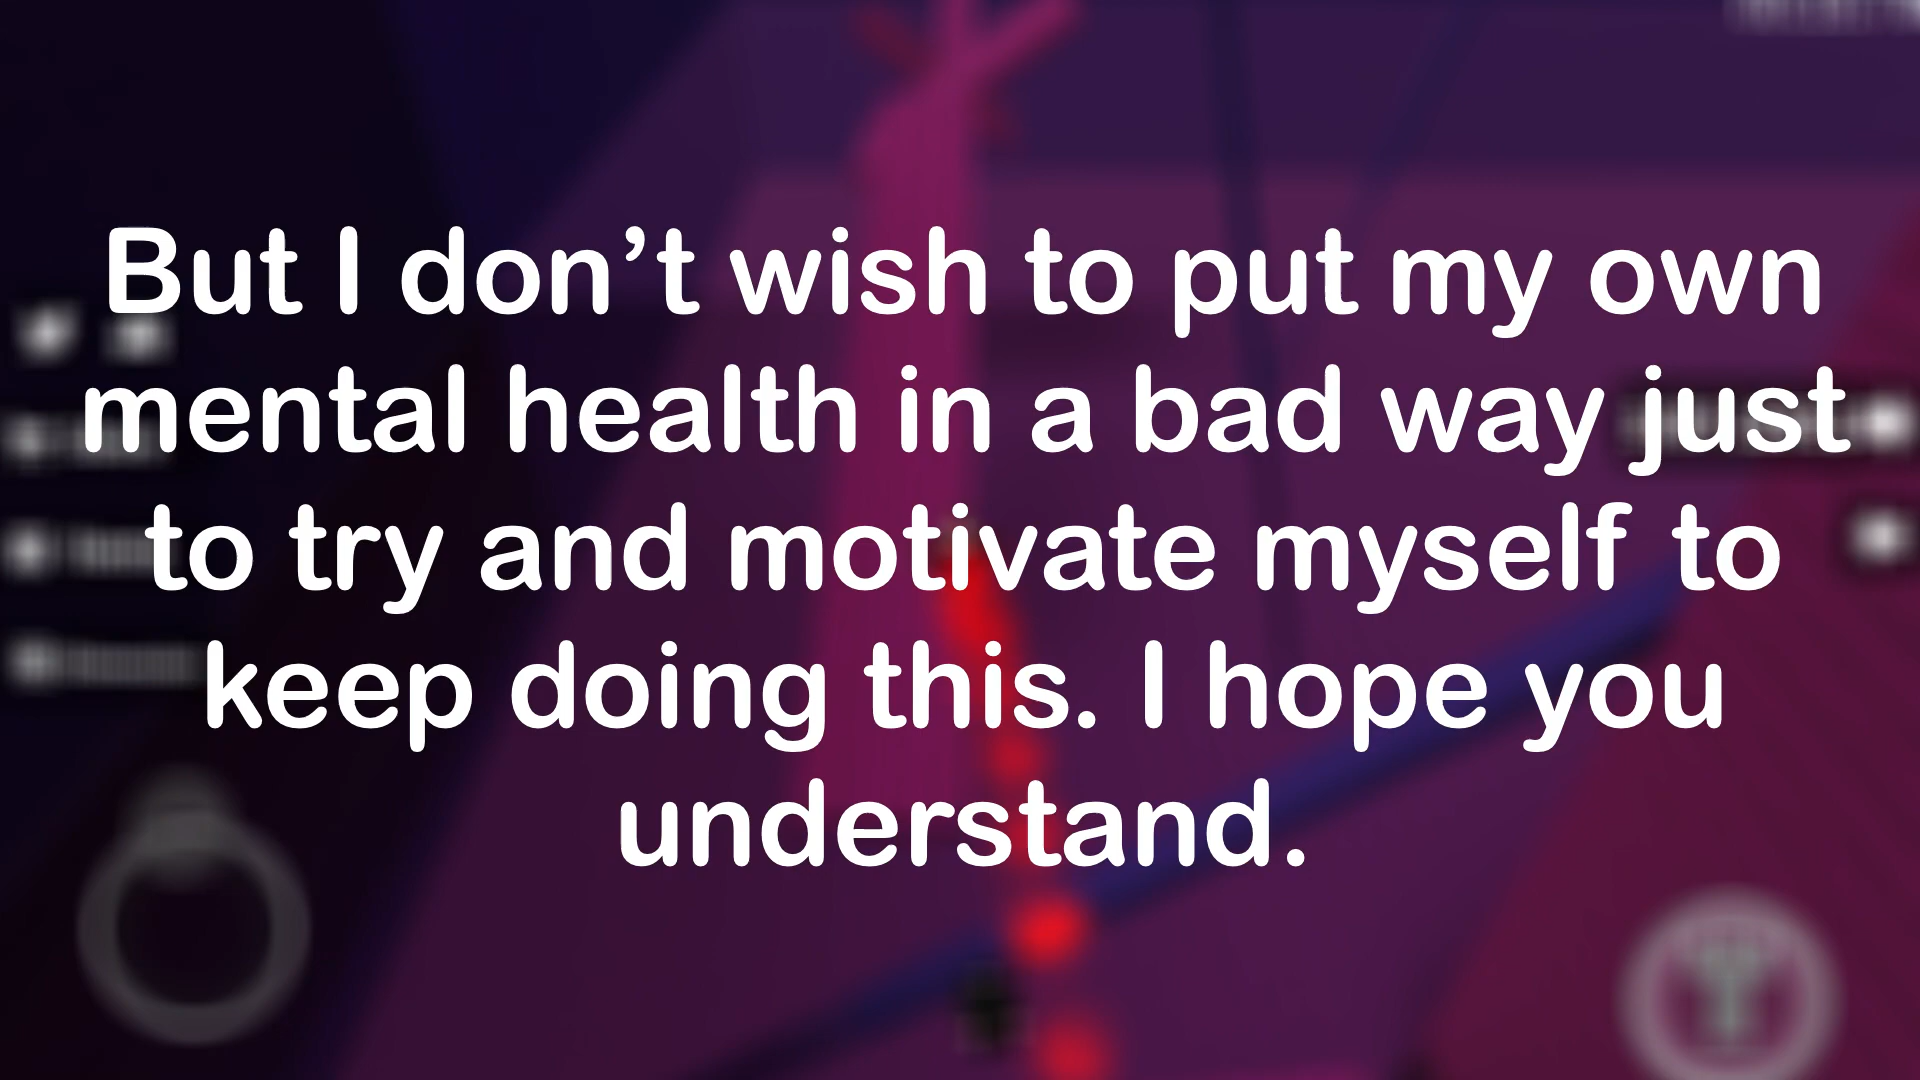 But I don’t wish to put my own
mental health in a bad way just
to try and motivate myself to
keep doing this. I hope you
understand.